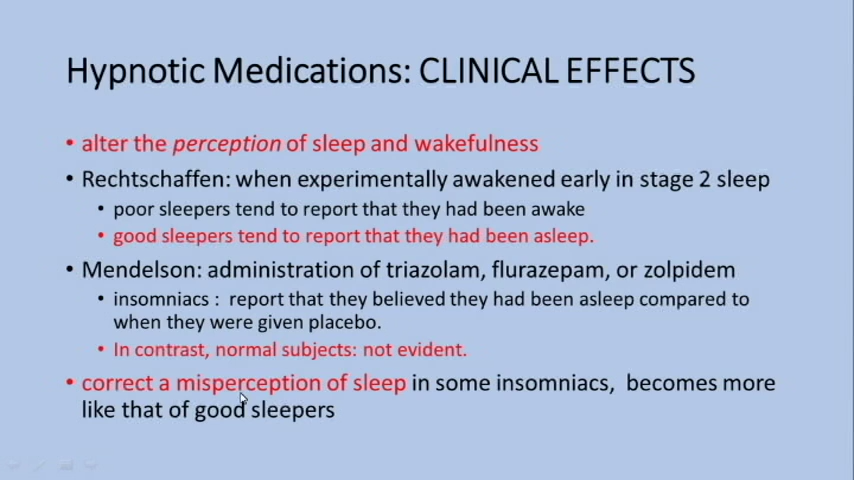 Hypnotic Medications: CLINICAL EFFECTS
• alter the perception of sleep and wakefulness
• Rechtschaffen: when experimentally awakened early in stage 2 sleep
• poor sleepers tend to report that they had been awake
• good sleepers tend to report that they had been asleep.
• Mendelson: administration of triazolam, flurazepam, or zolpidem
• insomniacs :  report that they believed they had been asleep compared to
when they were given placebo.
• In contrast, normal subjects: not evident.
• correct a misperception of sleep in some insomniacs,  becomes more
like that of good sleepers